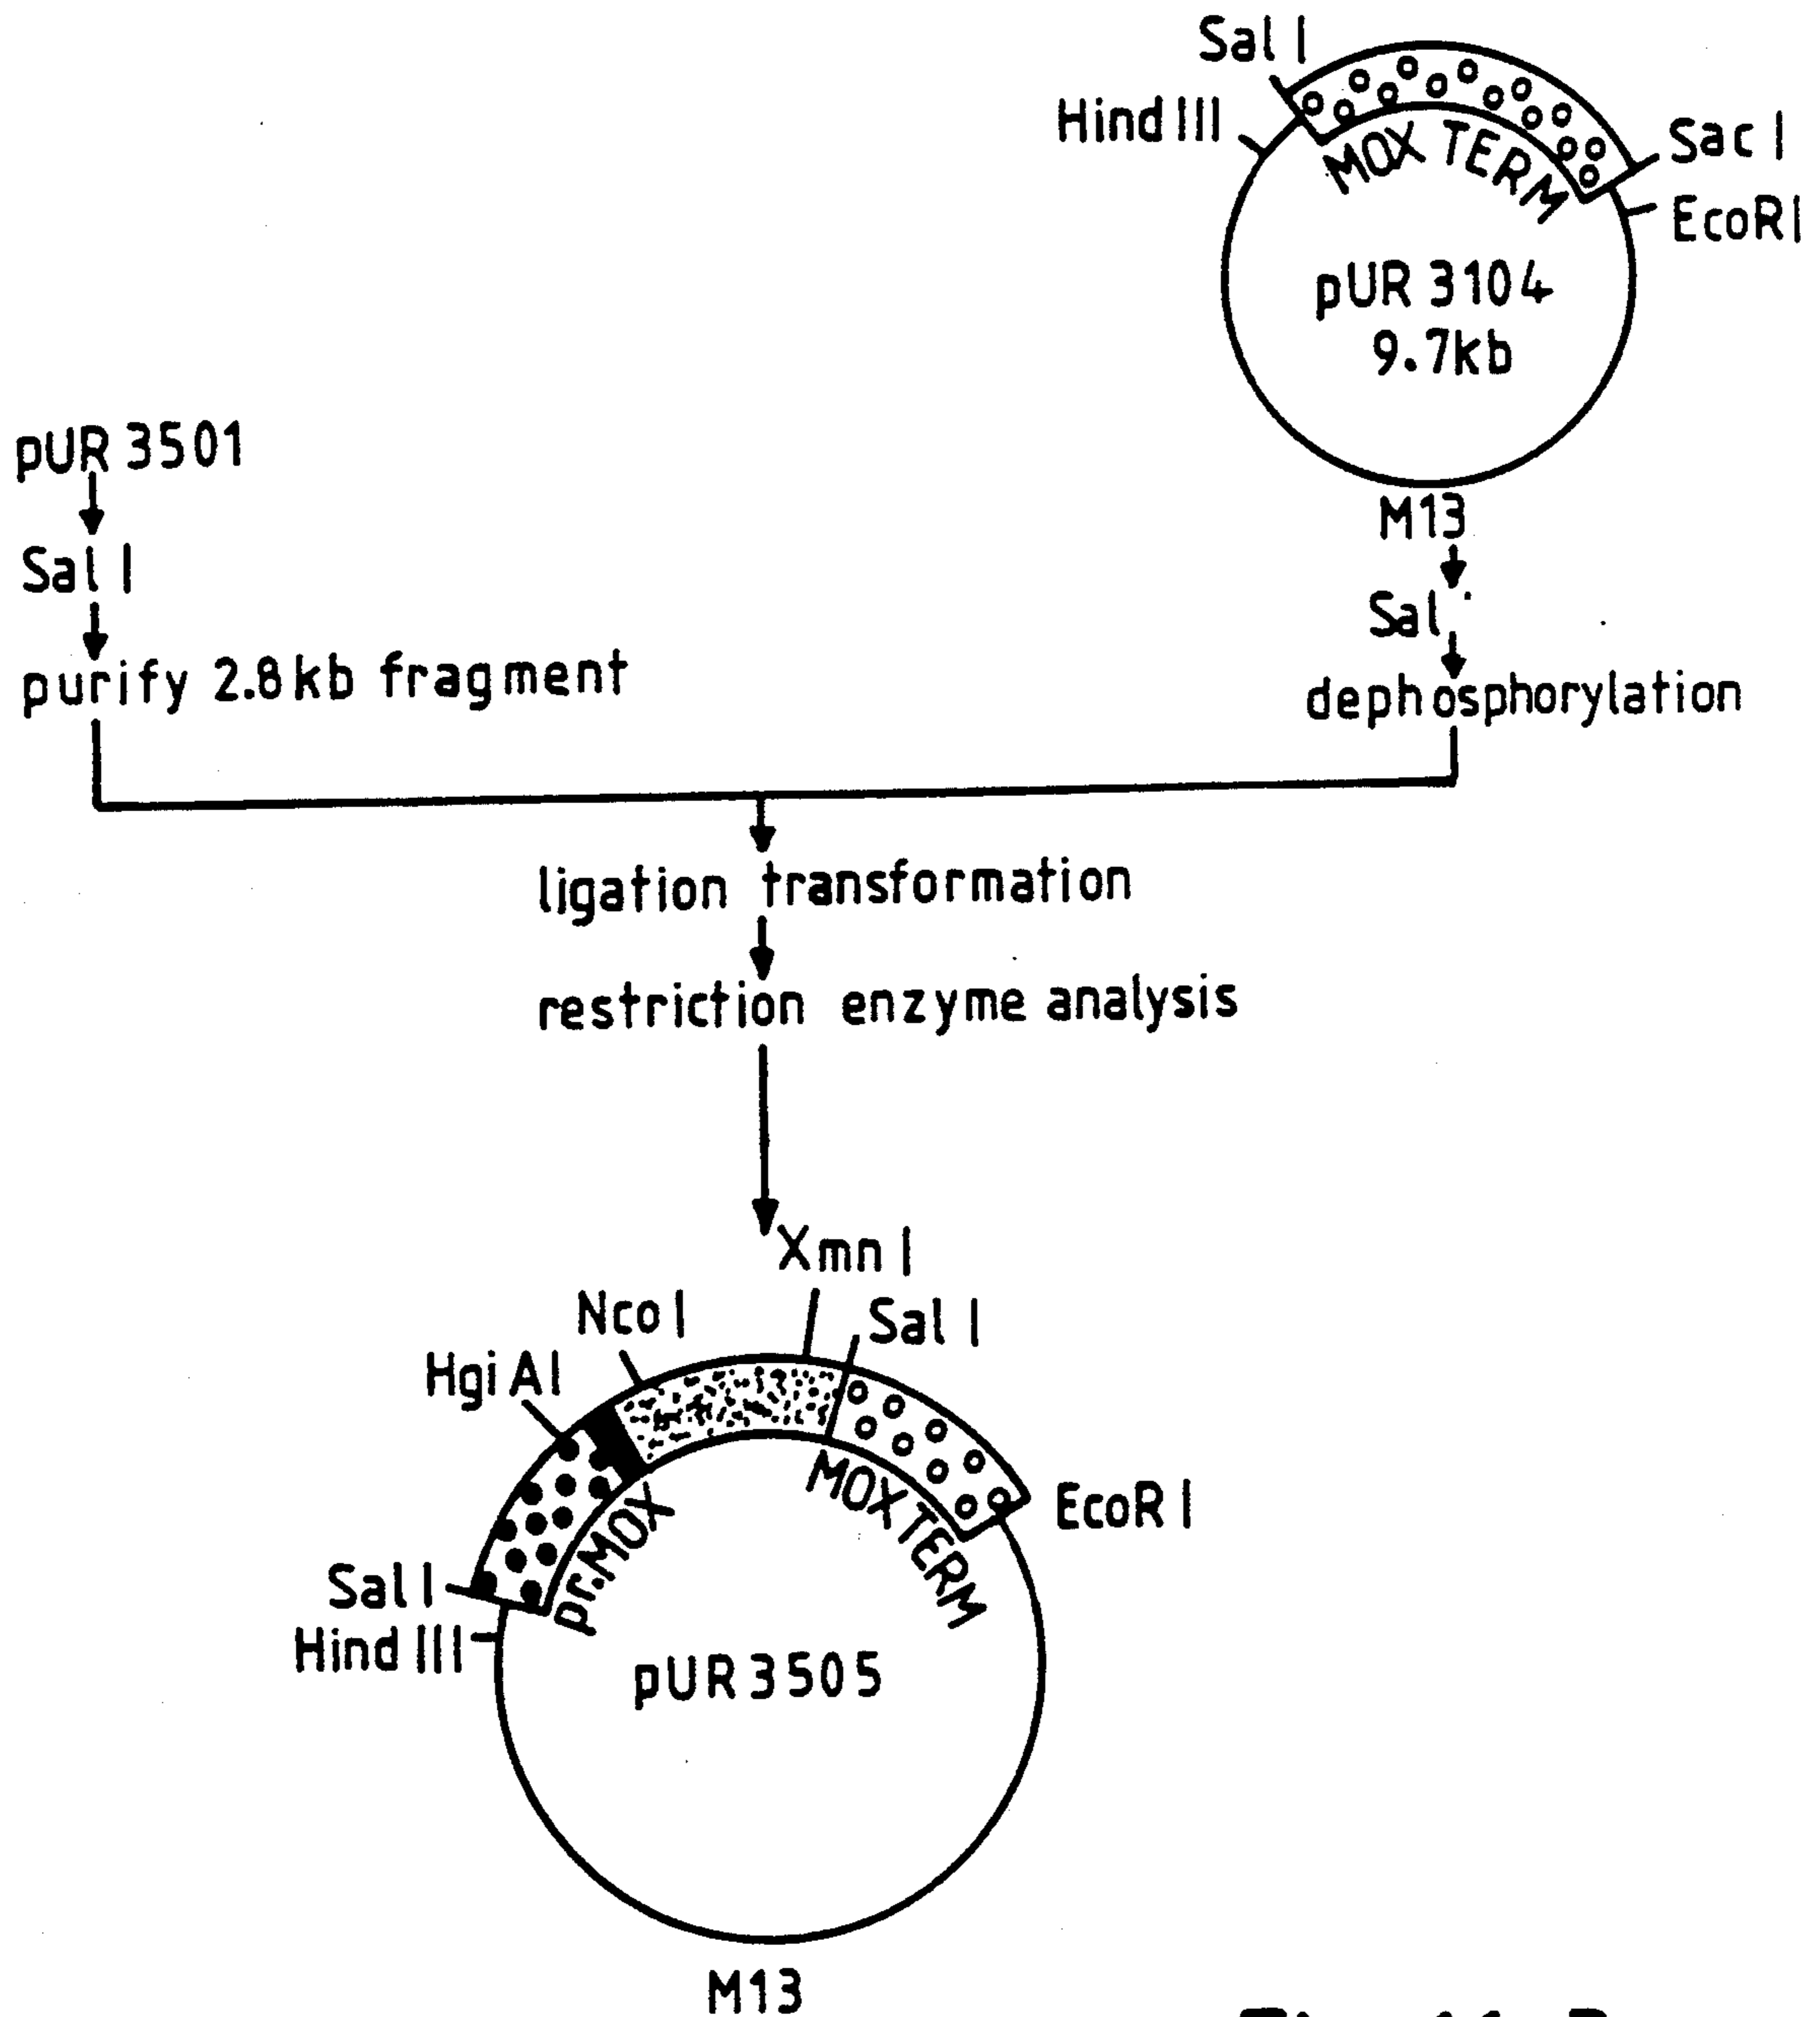 Sal I
Hind III
Sac I
EcoRI
MOX TERM
pUR 3104
9.7kb
M13
Sal
dephosphorylation
pUR 3501
Sal I
purify 2.8kb fragment
ligation transformation
restriction enzyme analysis
Xmn I
Nco I
Sal I
Hgi AI
EcoR I
pr.MOX
MOX TERM
Sal I
Hind III
pUR 3505
M13